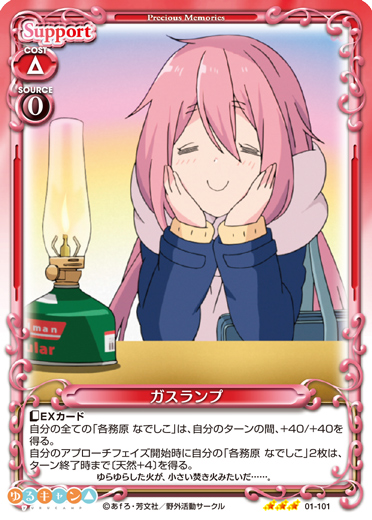 Precious Memories
Support
COST
SOURCE
0
man
lar
ガスランプ
EXカード
自分の全ての「各務原 なでしこ」は、自分のターンの間、+40/+40を
得る。
自分のアプローチフェイズ開始時に自分の「各務原 なでしこ」2枚は、
ターン終了時まで〔天然+4〕を得る。
ゆらゆらした火が、小さい焚き火みたいだ……。
ゆるキャン△
©あfろ・芳文社／野外活動サークル
01-101